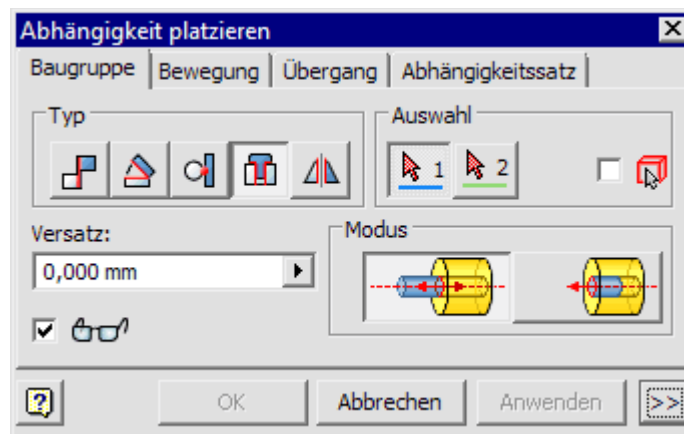 Abhängigkeit platzieren
Baugruppe Bewegung Übergang Abhängigkeitssatz
Typ Auswahl
1 2
Versatz: Modus
0,000 mm
? OK Abbrechen Anwenden >>